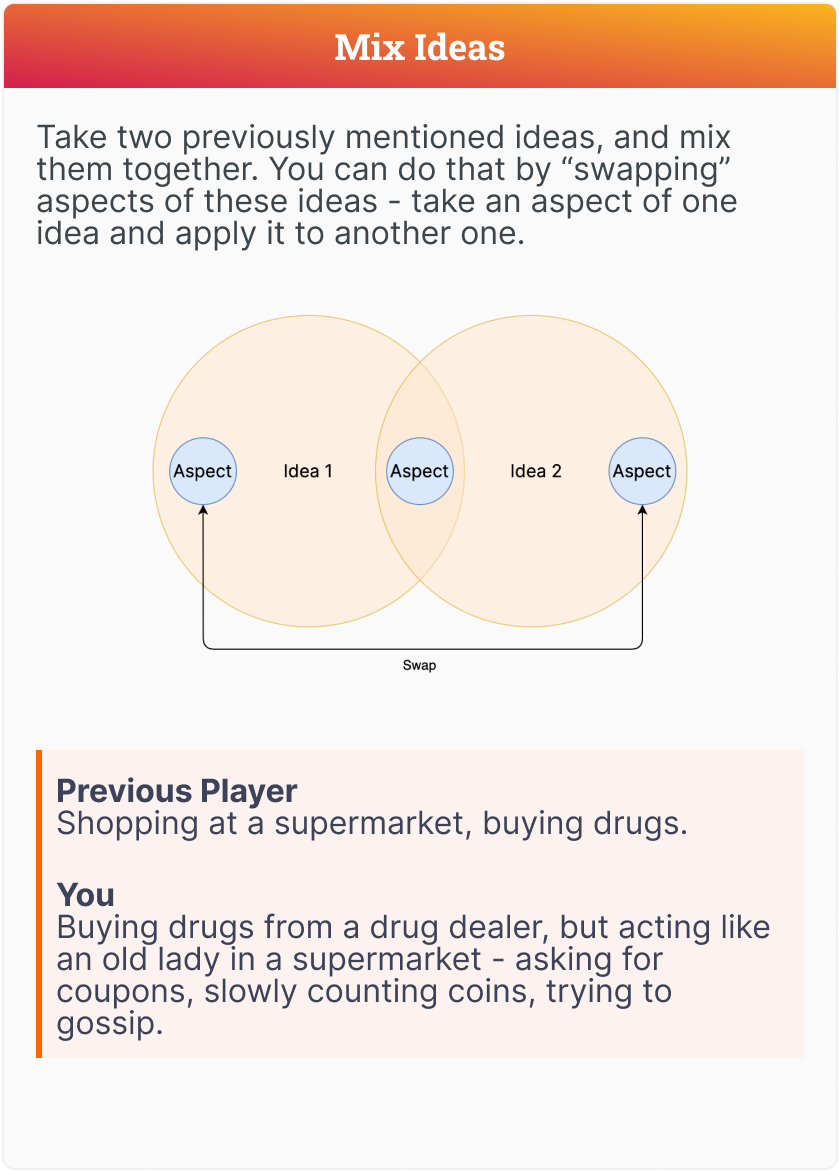 Mix Ideas
Take two previously mentioned ideas, and mix
them together. You can do that by “swapping”
aspects of these ideas - take an aspect of one
idea and apply it to another one.
Aspect
Idea 1
Aspect
Idea 2
Aspect
Swap
Previous Player
Shopping at a supermarket, buying drugs.
You
Buying drugs from a drug dealer, but acting like
an old lady in a supermarket - asking for
coupons, slowly counting coins, trying to
gossip.